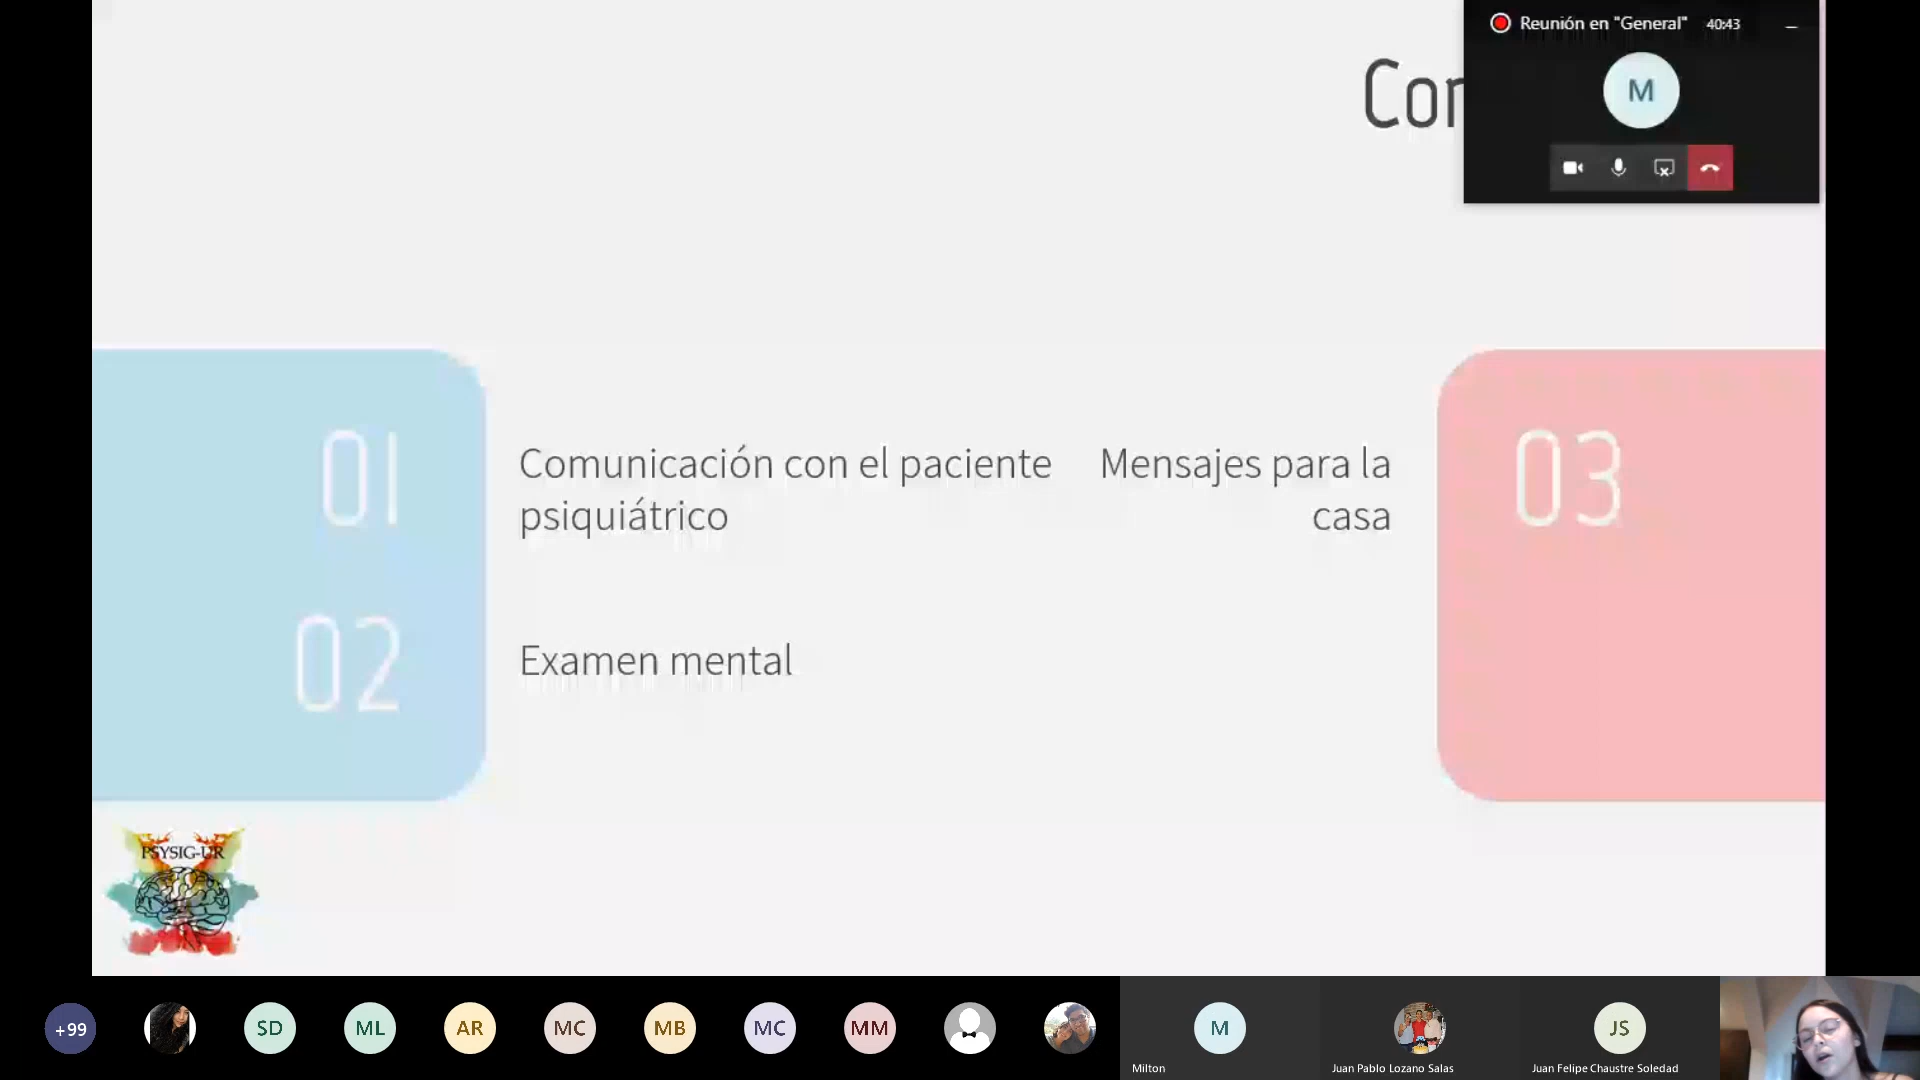 Con
Reunión en "General" 40:43
M
01
Comunicación con el paciente
psiquiátrico
Mensajes para la
casa
03
02
Examen mental
PSYSIG-UR
+99
SD
ML
AR
MC
MB
MC
MM
M
JS
Milton
Juan Pablo Lozano Salas
Juan Felipe Chaustre Soledad